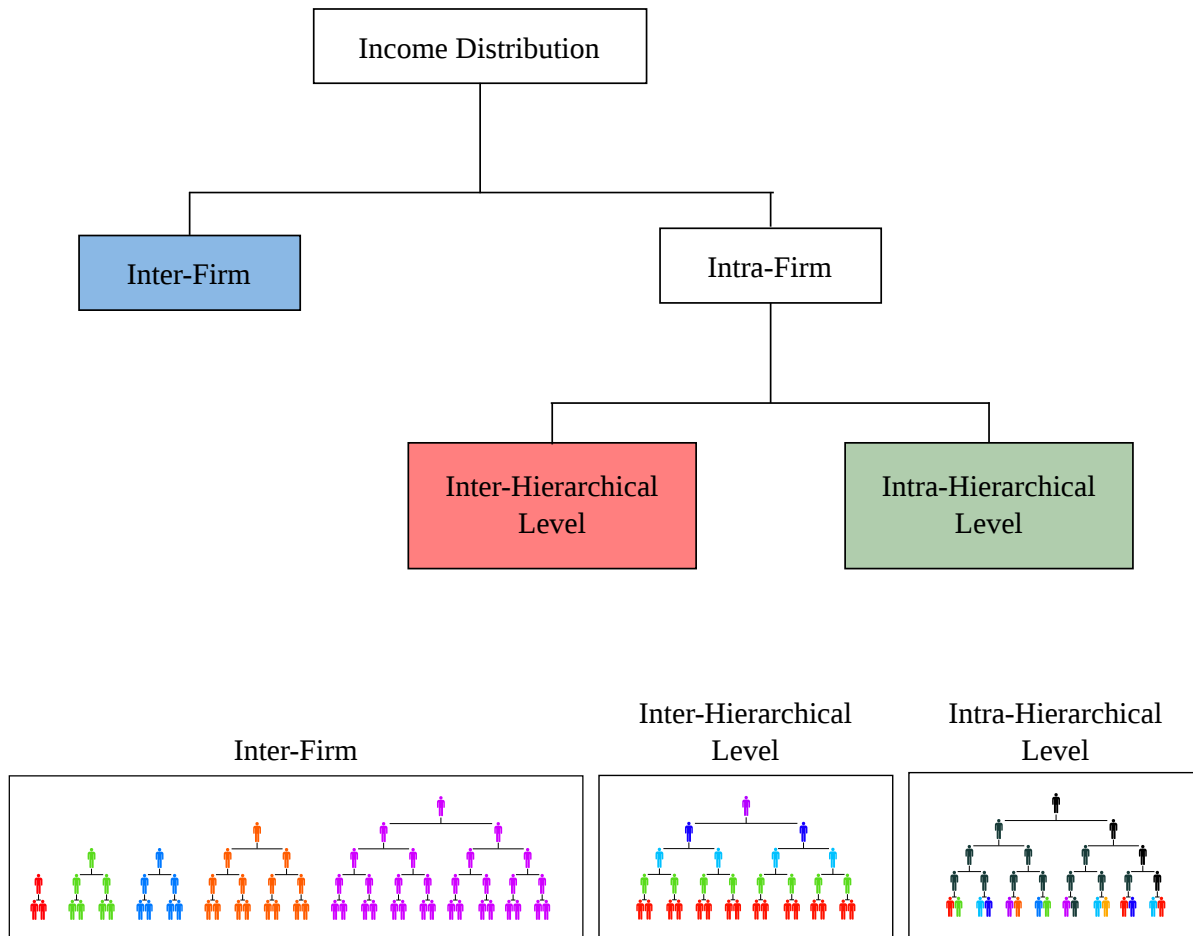 Income Distribution
Inter-Firm
Intra-Firm
Inter-Hierarchical
Level
Intra-Hierarchical
Level
Inter-Firm
Inter-Hierarchical
Level
Intra-Hierarchical
Level